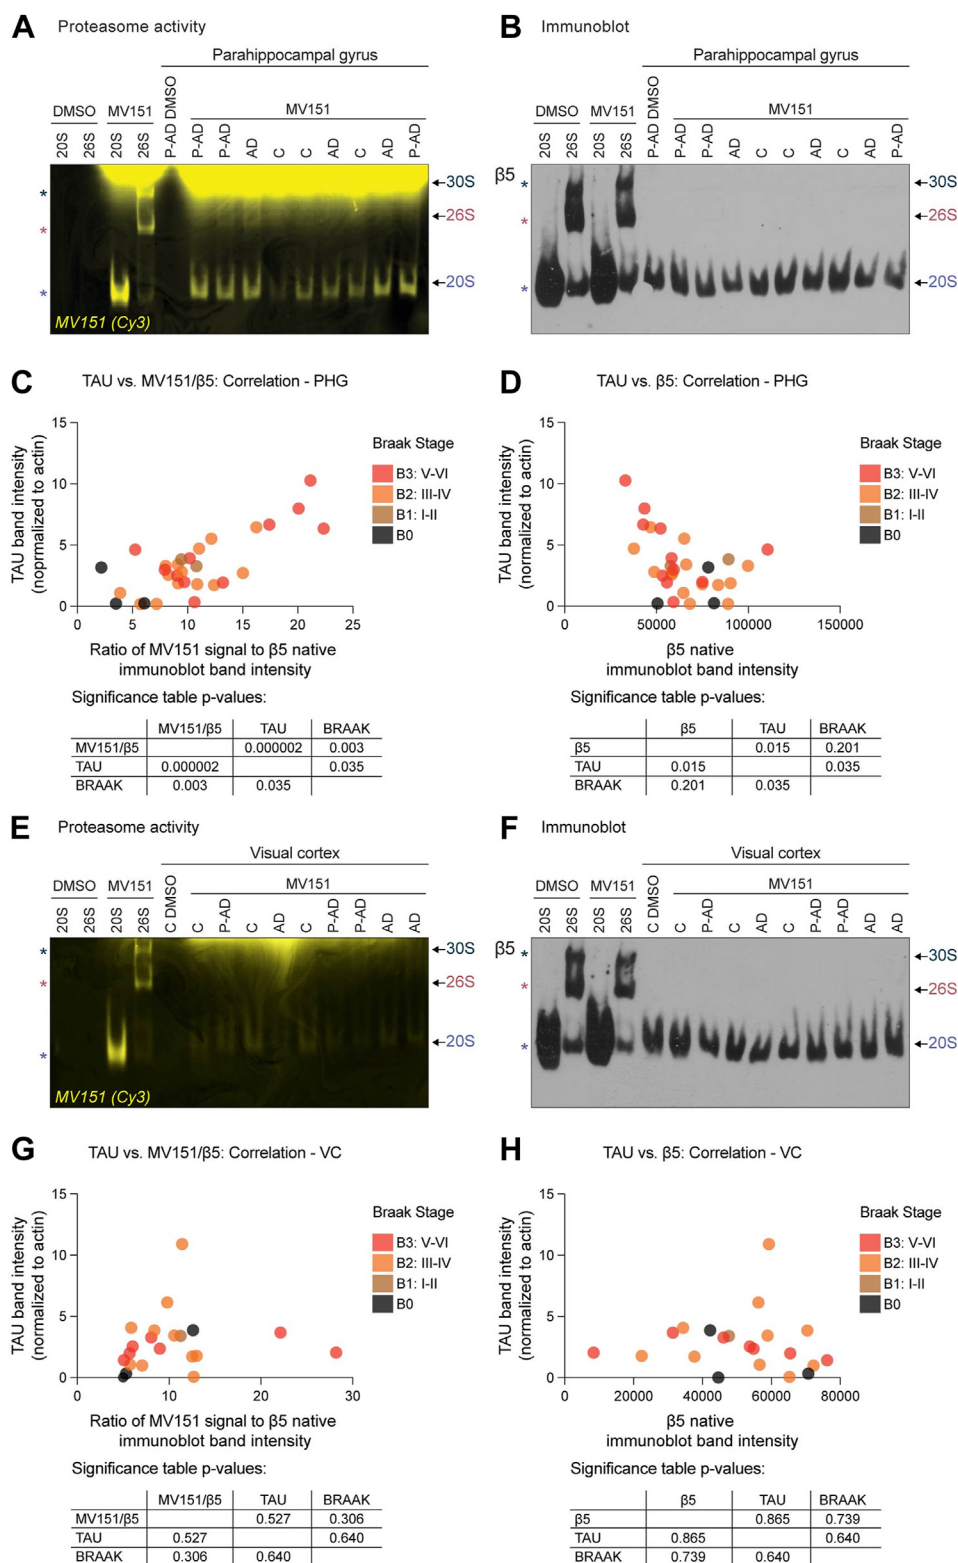 A Proteasome activity
Parahippocampal gyrus
DMSO MV151 MV151
20S 26S 20S 26S P-AD DMSO P-AD P-AD AD C C AD C AD P-AD
* * *
←30S
←26S
←20S
MV151 (Cy3)
B Immunoblot
Parahippocampal gyrus
DMSO MV151 MV151
20S 26S 20S 26S P-AD DMSO P-AD P-AD AD C C AD C AD P-AD
β5
* * *
←30S
←26S
←20S
C TAU vs. MV151/β5: Correlation - PHG
TAU band intensity
(nopmalized to actin)
15
10
5
0
0 5 10 15 20 25
Ratio of MV151 signal to β5 native
immunoblot band intensity
Braak Stage
B3: V-VI
B2: III-IV
B1: I-II
B0
Significance table p-values:
MV151/β5 TAU BRAAK
MV151/β5 0.000002 0.003
TAU 0.000002 0.035
BRAAK 0.003 0.035
D TAU vs. β5: Correlation - PHG
TAU band intensity
(normalized to actin)
15
10
5
0
0 50000 100000 150000
β5 native
immunoblot band intensity
Braak Stage
B3: V-VI
B2: III-IV
B1: I-II
B0
Significance table p-values:
β5 TAU BRAAK
β5 0.015 0.201
TAU 0.015 0.035
BRAAK 0.201 0.035
E Proteasome activity
Visual cortex
DMSO MV151 MV151
20S 26S 20S 26S C DMSO C P-AD C AD C P-AD P-AD AD AD
* * *
←30S
←26S
←20S
MV151 (Cy3)
F Immunoblot
Visual cortex
DMSO MV151 MV151
20S 26S 20S 26S C DMSO C P-AD C AD C P-AD P-AD AD AD
β5
* * *
←30S
←26S
←20S
G TAU vs. MV151/β5: Correlation - VC
TAU band intensity
(normalized to actin)
15
10
5
0
0 10 20 30
Ratio of MV151 signal to β5 native
immunoblot band intensity
Braak Stage
B3: V-VI
B2: III-IV
B1: I-II
B0
Significance table p-values:
MV151/β5 TAU BRAAK
MV151/β5 0.527 0.306
TAU 0.527 0.640
BRAAK 0.306 0.640
H TAU vs. β5: Correlation - VC
TAU band intensity
(normalized to actin)
15
10
5
0
0 20000 40000 60000 80000
β5 native
immunoblot band intensity
Braak Stage
B3: V-VI
B2: III-IV
B1: I-II
B0
Significance table p-values:
β5 TAU BRAAK
β5 0.865 0.739
TAU 0.865 0.640
BRAAK 0.739 0.640